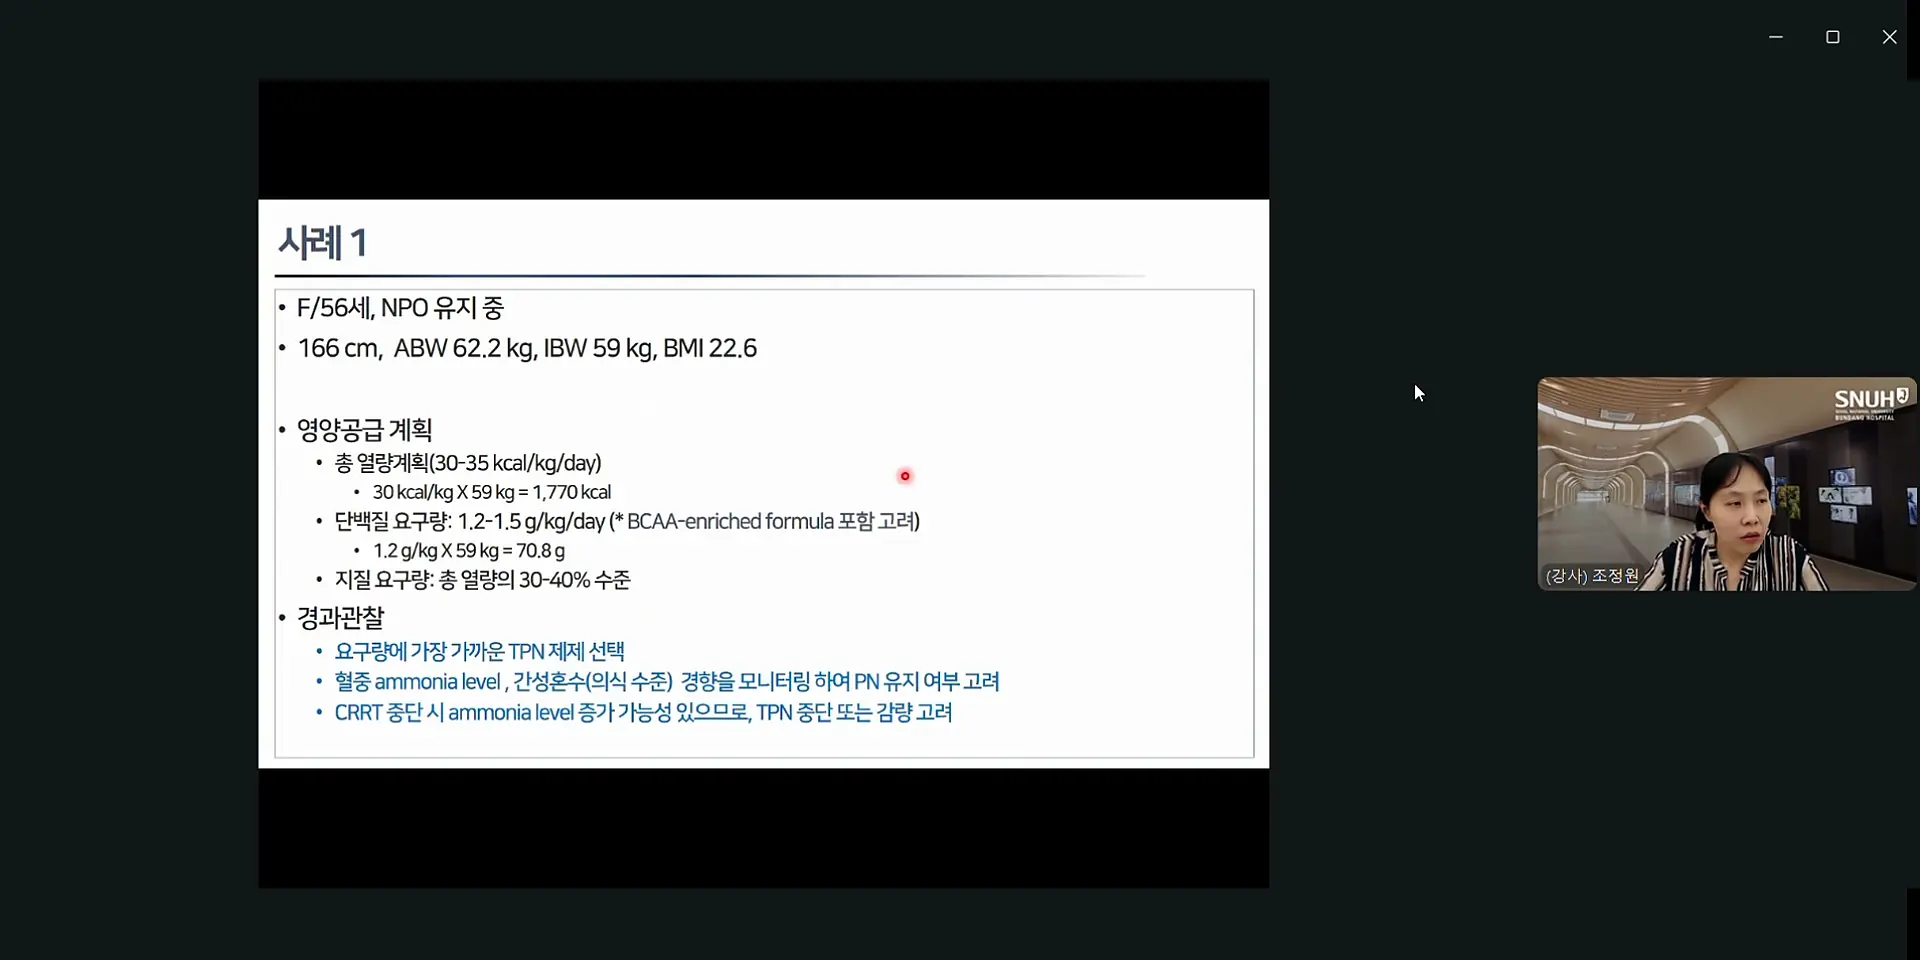 사례 1
• F/56세, NPO 유지 중
• 166 cm, ABW 62.2 kg, IBW 59 kg, BMI 22.6
• 영양공급 계획
• 총 열량계획(30-35 kcal/kg/day)
• 30 kcal/kg X 59 kg = 1,770 kcal
• 단백질 요구량: 1.2-1.5 g/kg/day (* BCAA-enriched formula 포함 고려)
• 1.2 g/kg X 59 kg = 70.8 g
• 지질 요구량: 총 열량의 30-40% 수준
• 경과관찰
• 요구량에 가장 가까운 TPN 제제 선택
• 혈중 ammonia level , 간성혼수(의식 수준) 경향을 모니터링 하여 PN 유지 여부 고려
• CRRT 중단 시 ammonia level 증가 가능성 있으므로, TPN 중단 또는 감량 고려
SNUH
SEOUL NATIONAL UNIVERSITY
BUNDANG HOSPITAL
(강사) 조정원